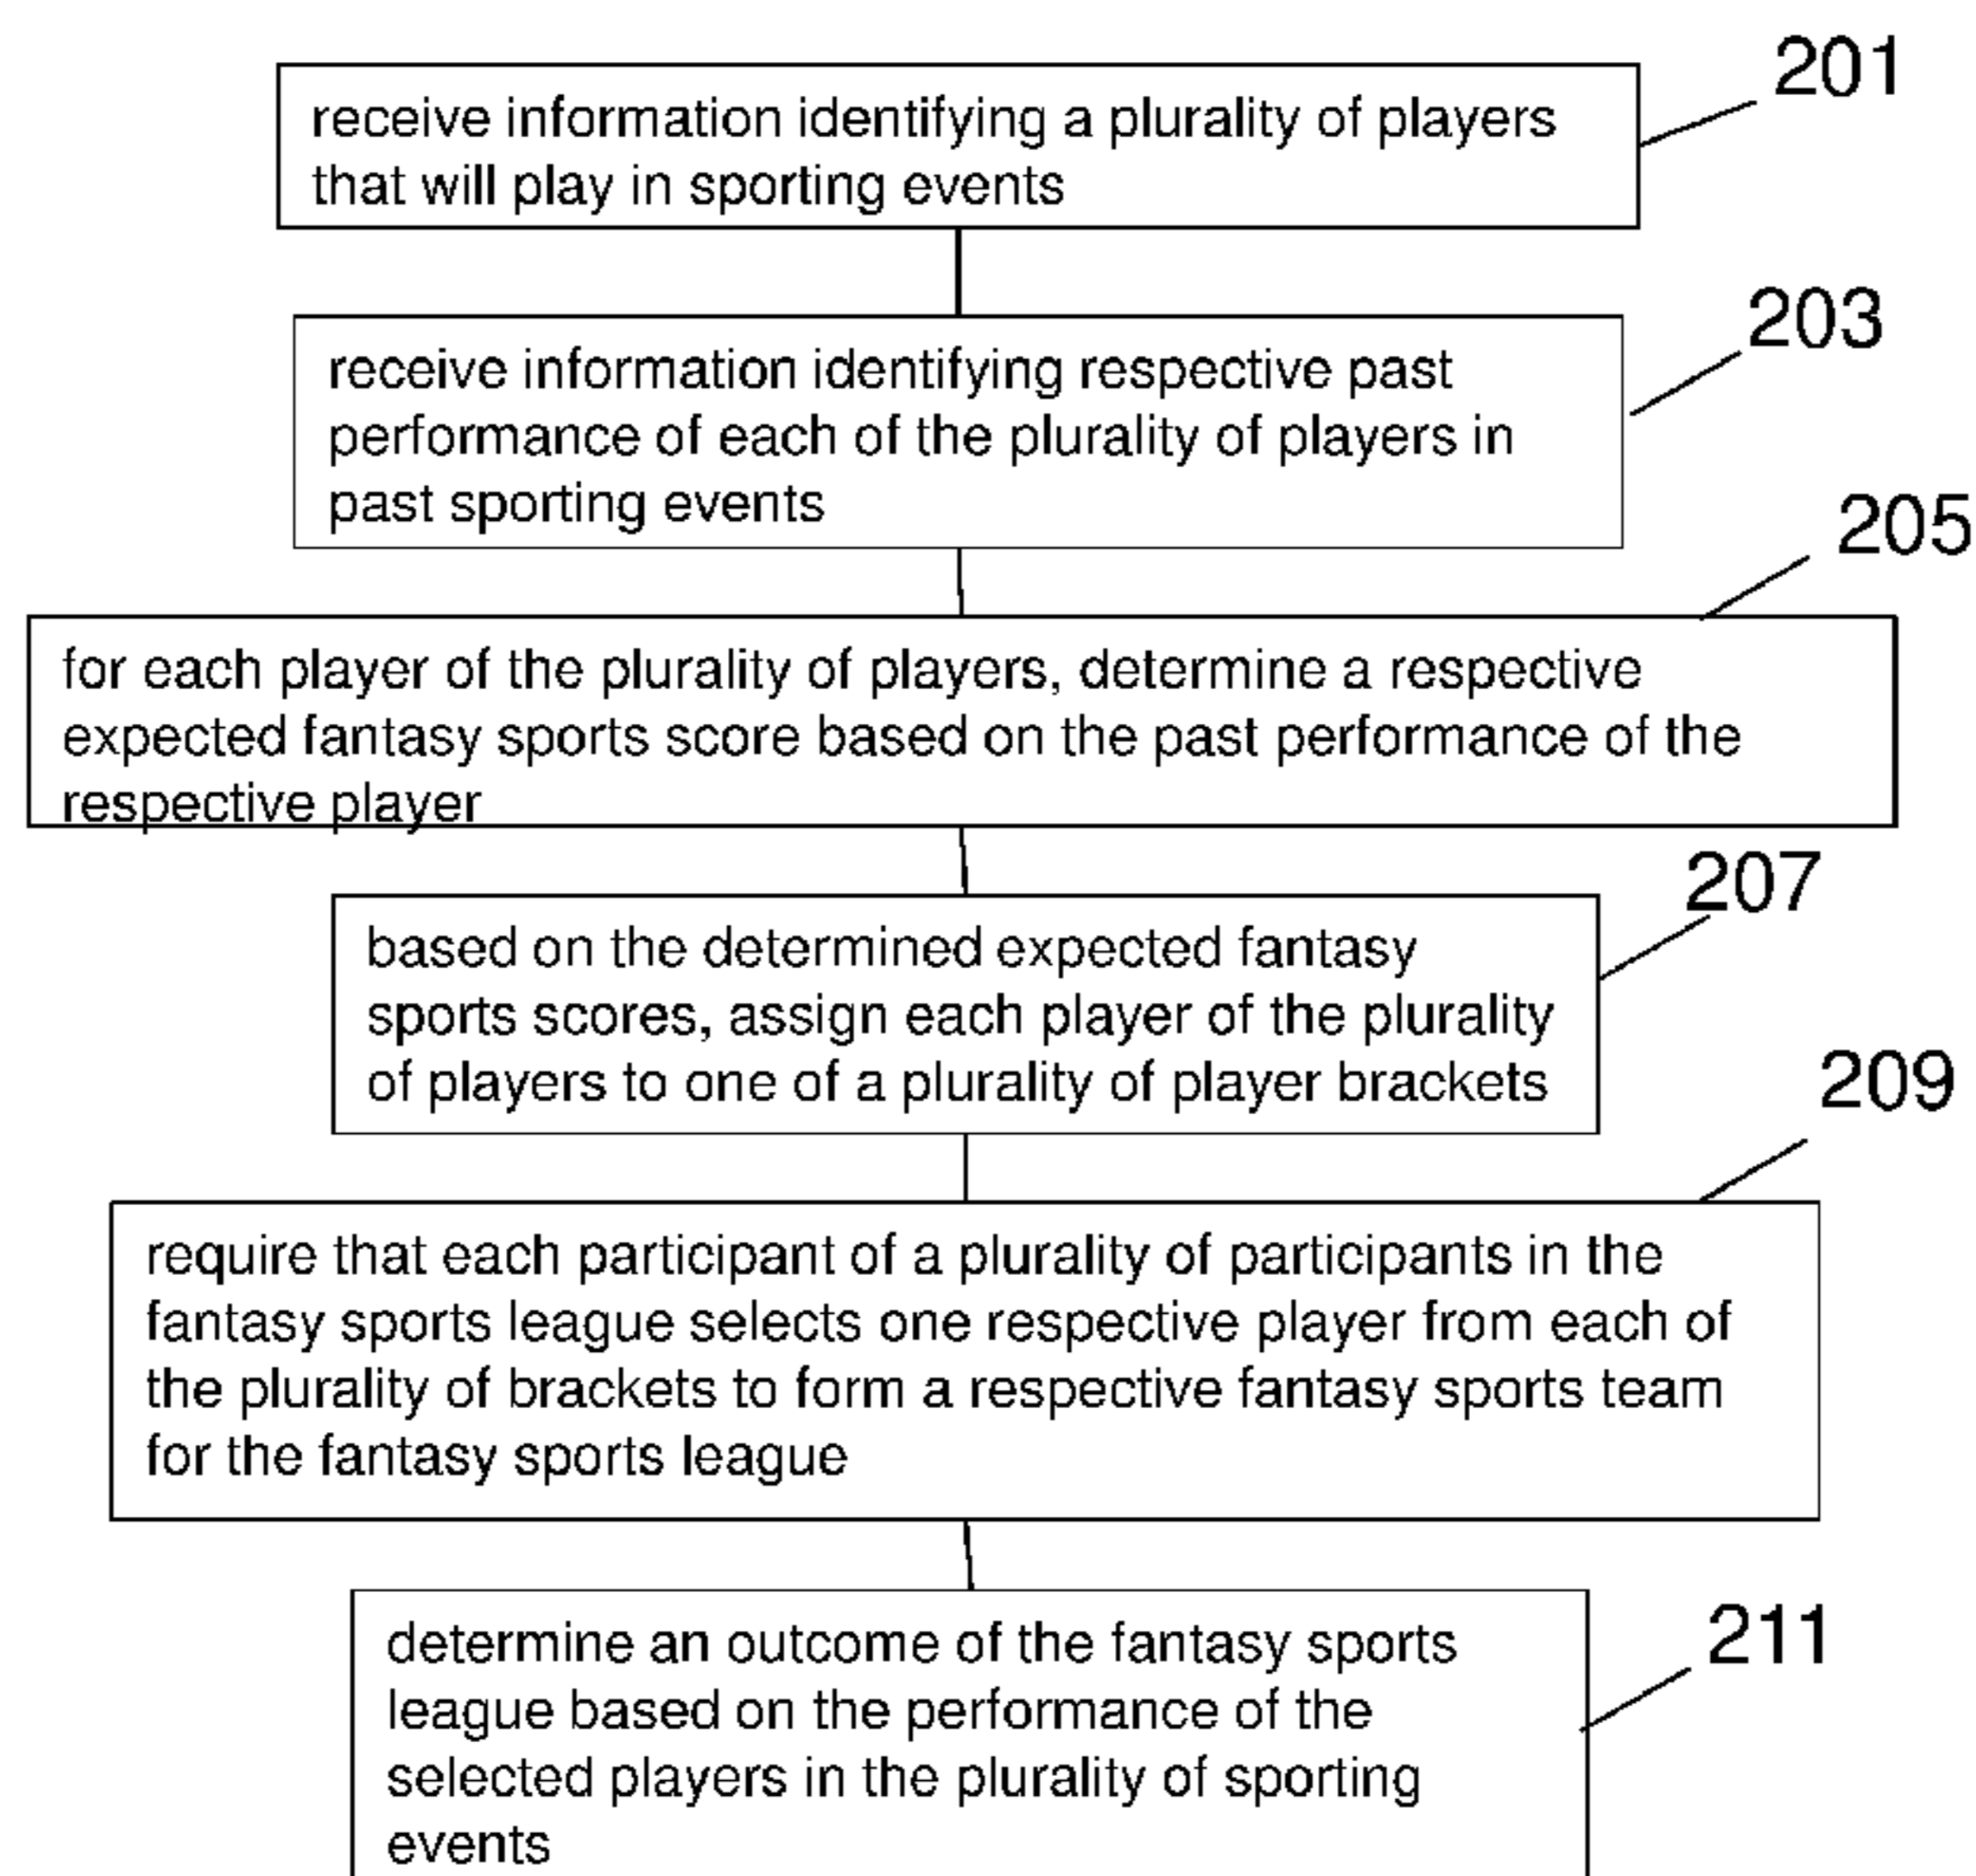 201
receive information identifying a plurality of players
that will play in sporting events
203
receive information identifying respective past
performance of each of the plurality of players in
past sporting events
205
for each player of the plurality of players, determine a respective
expected fantasy sports score based on the past performance of the
respective player
207
based on the determined expected fantasy
sports scores, assign each player of the plurality
of players to one of a plurality of player brackets
209
require that each participant of a plurality of participants in the
fantasy sports league selects one respective player from each of
the plurality of brackets to form a respective fantasy sports team
for the fantasy sports league
211
determine an outcome of the fantasy sports
league based on the performance of the
selected players in the plurality of sporting
events